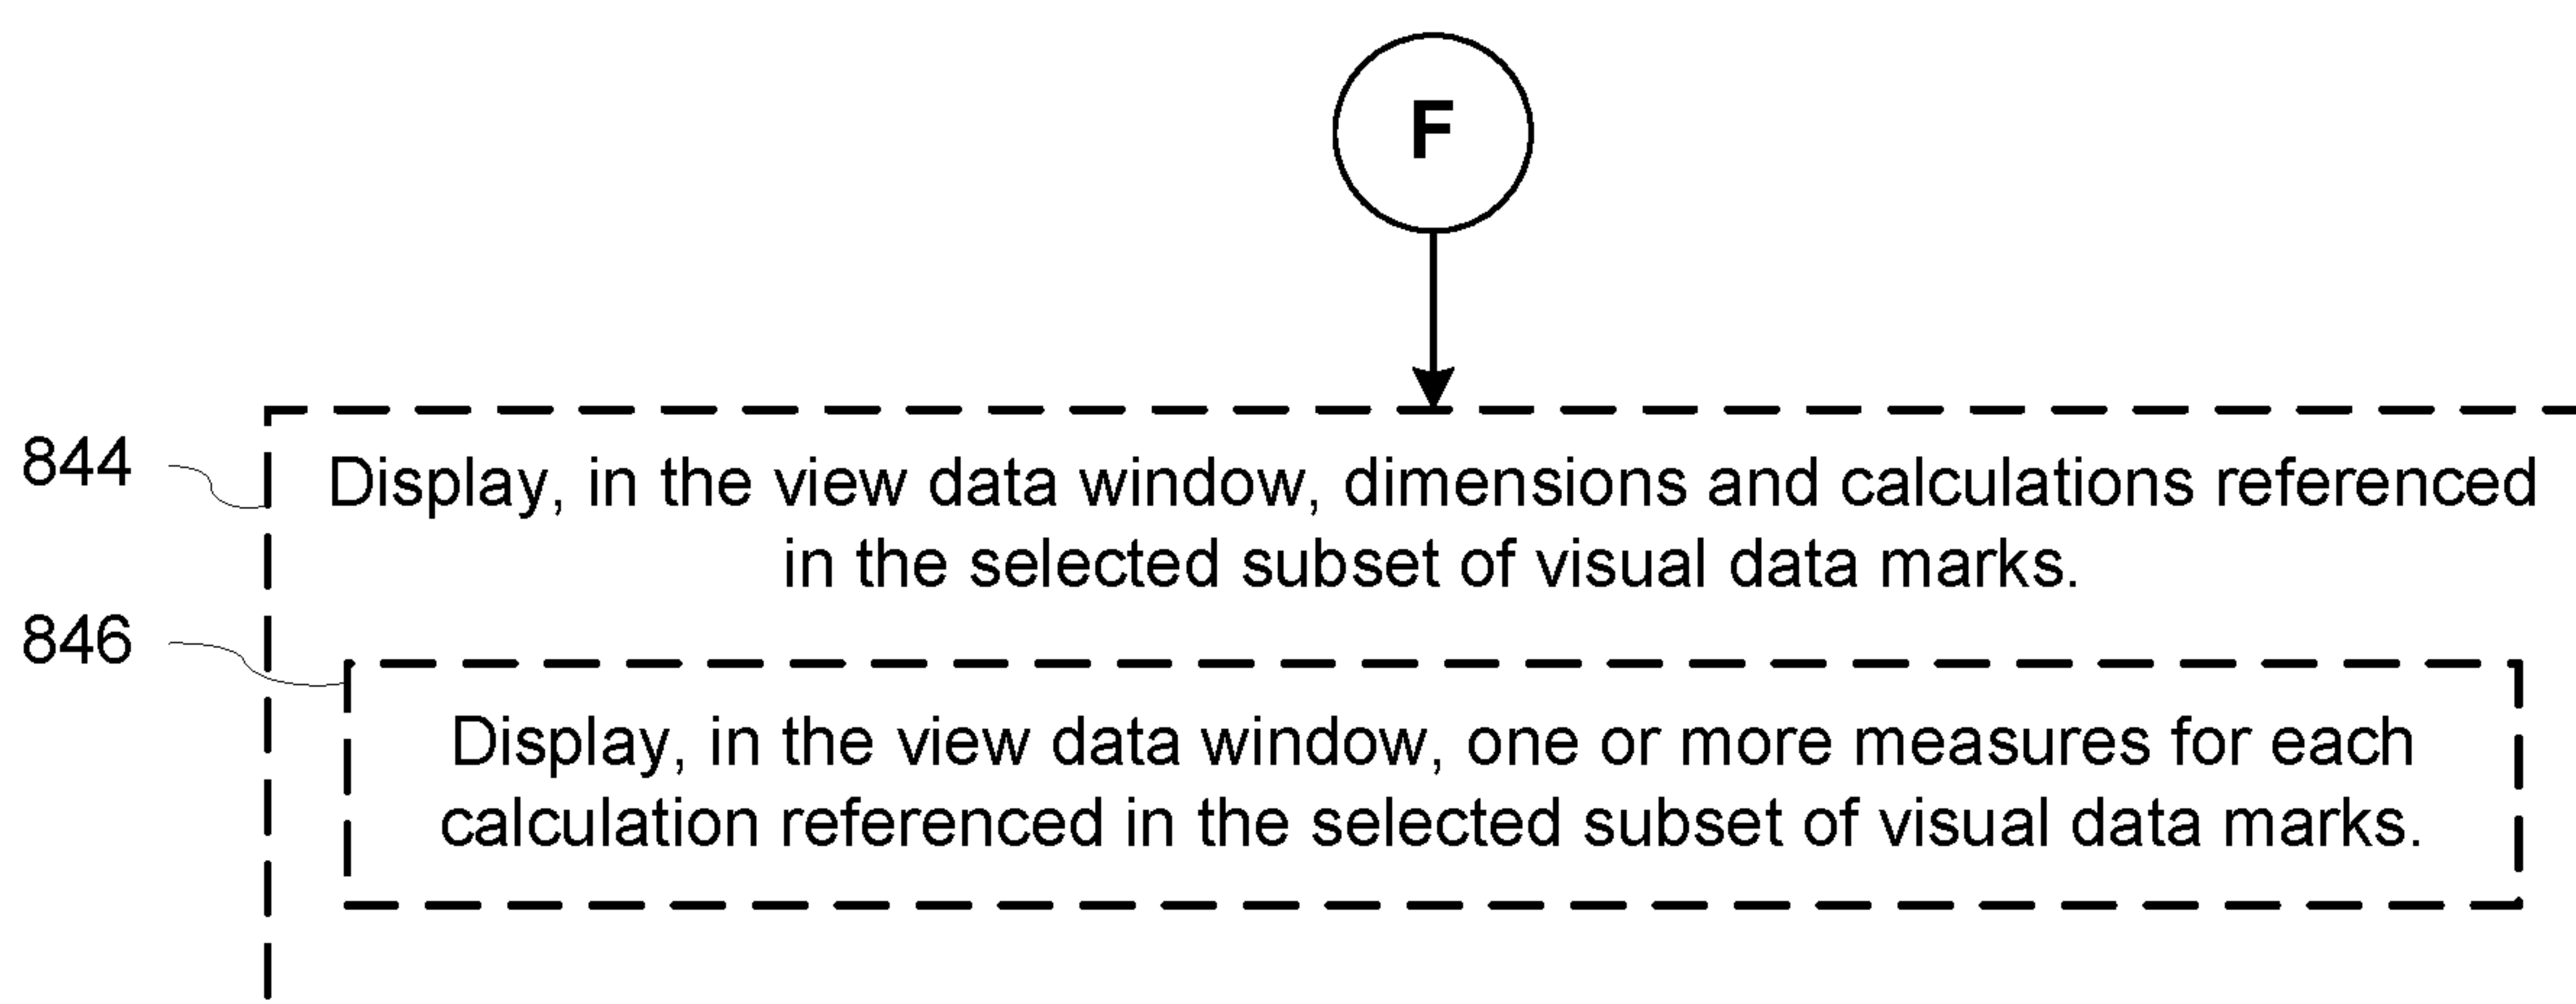 F
844
Display, in the view data window, dimensions and calculations referenced
in the selected subset of visual data marks.
846
Display, in the view data window, one or more measures for each
calculation referenced in the selected subset of visual data marks.